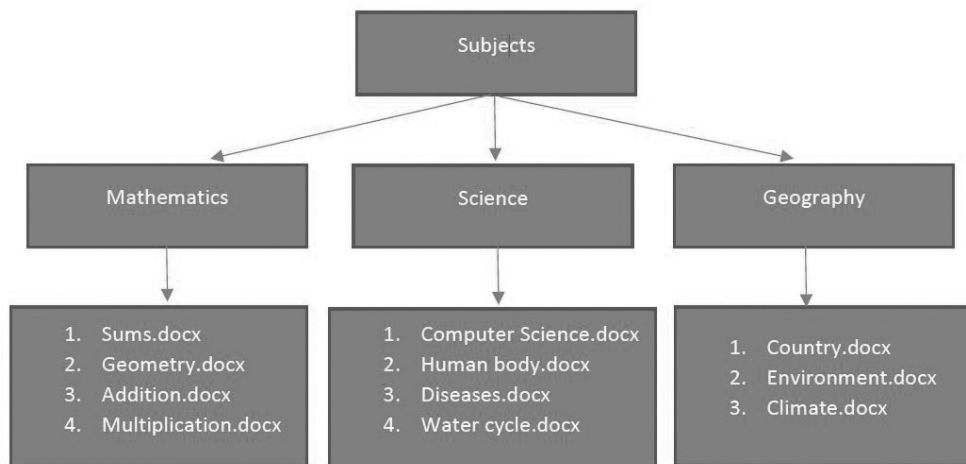 Subjects
Mathematics
Science
Geography
1. Sums.docx
2. Geometry.docx
3. Addition.docx
4. Multiplication.docx
1. Computer Science.docx
2. Human body.docx
3. Diseases.docx
4. Water cycle.docx
1. Country.docx
2. Environment.docx
3. Climate.docx